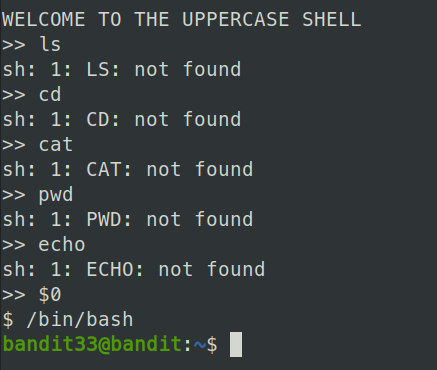 WELCOME TO THE UPPERCASE SHELL
>> ls
sh: 1: LS: not found
>> cd
sh: 1: CD: not found
>> cat
sh: 1: CAT: not found
>> pwd
sh: 1: PWD: not found
>> echo
sh: 1: ECHO: not found
>> $0
$ /bin/bash
bandit33@bandit:~$